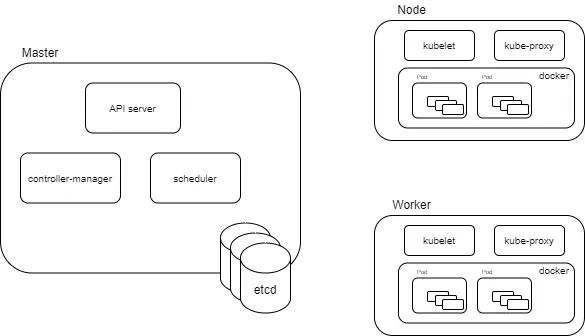 Master
API server
controller-manager
scheduler
etcd
Node
kubelet
kube-proxy
docker
Pod
Pod
Worker
kubelet
kube-proxy
docker
Pod
Pod